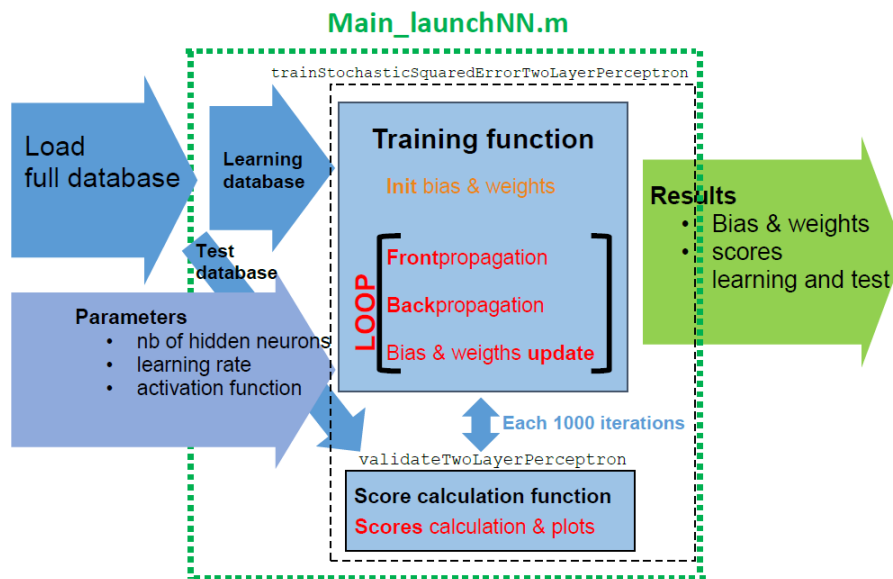 Main_launchNN.m
trainStochasticSquaredErrorTwoLayerPerceptron
Load
full database
Learning
database
Test
database
Parameters
• nb of hidden neurons
• learning rate
• activation function
Training function
Init bias & weights
LOOP
Frontpropagation
Backpropagation
Bias & weigths update
Each 1000 iterations
validateTwoLayerPerceptron
Score calculation function
Scores calculation & plots
Results
• Bias & weights
• scores
learning and test